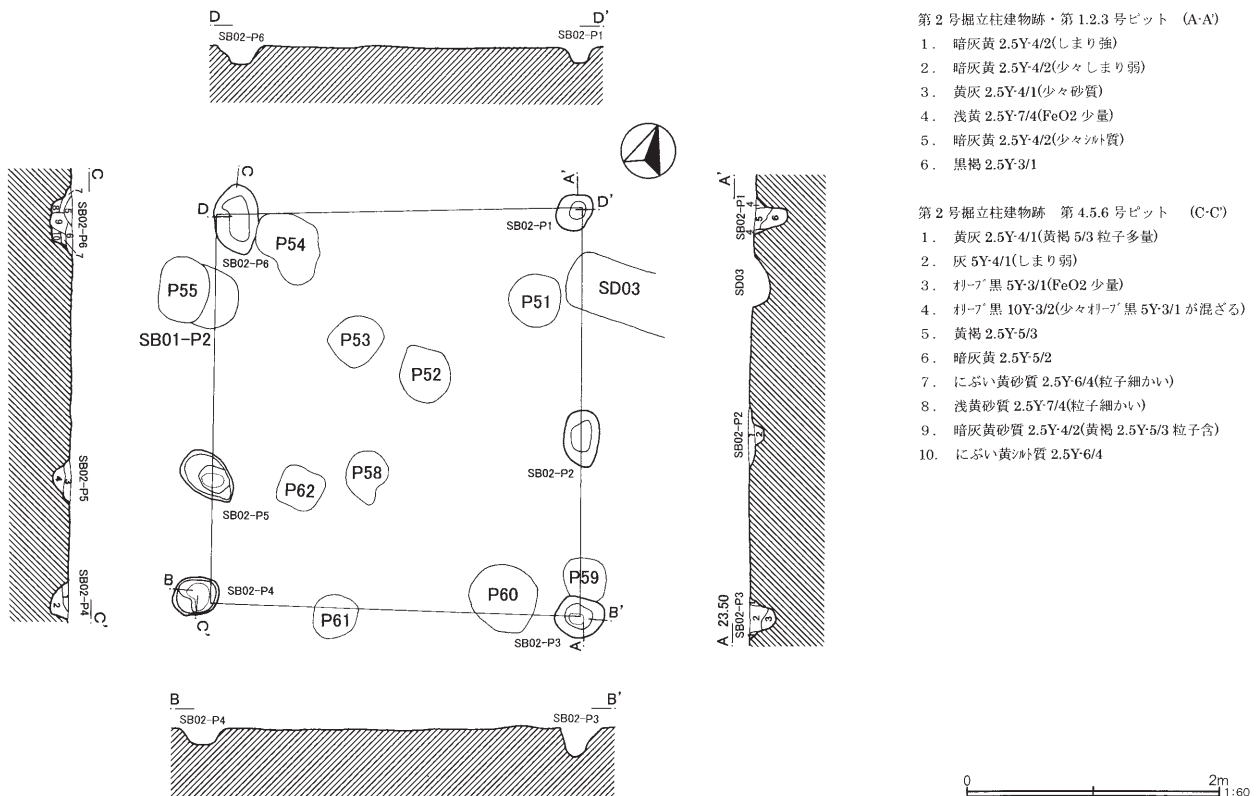 D D'
SB02-P6 SB02-P1
第2号掘立柱建物跡・第1.2.3号ピット (A-A')
1. 暗灰黄 2.5Y-4/2(しまり強)
2. 暗灰黄 2.5Y-4/2(少々しまり弱)
3. 黄灰 2.5Y-4/1(少々砂質)
4. 浅黄 2.5Y-7/4(FeO2 少量)
5. 暗灰黄 2.5Y-4/2(少々シルト質)
6. 黒褐 2.5Y-3/1
第2号掘立柱建物跡 第4.5.6号ピット (C-C')
1. 黄灰 2.5Y-4/1(黄褐 5/3 粒子多量)
2. 灰 5Y-4/1(しまり弱)
3. オリーブ黒 5Y-3/1(FeO2 少量)
4. オリーブ黒 10Y-3/2(少々オリーブ黒 5Y-3/1 が混ざる)
5. 黄褐 2.5Y-5/3
6. 暗灰黄 2.5Y-5/2
7. にぶい黄砂質 2.5Y-6/4(粒子細かい)
8. 浅黄砂質 2.5Y-7/4(粒子細かい)
9. 暗灰黄砂質 2.5Y-4/2(黄褐 2.5Y-5/3 粒子含)
10. にぶい黄シルト質 2.5Y-6/4
C
7 SB02-P6 7
8 5 9 6 10
SB02-P5
3 4
SB02-P4
1 2
C'
C
A'
D
D'
SB02-P1
SB02-P6
P54
P55
SB01-P2
P51
SD03
P53
P52
SB02-P2
P58
P62
SB02-P5
B
SB02-P4
C'
P59
P60
P61
B'
SB02-P3
A
A'
SB02-P1
4 5 6 4
SD03
SB02-P2
1 2
SB02-P3
2 3
A 23.50
B B'
SB02-P4 SB02-P3
0 2m
1:60